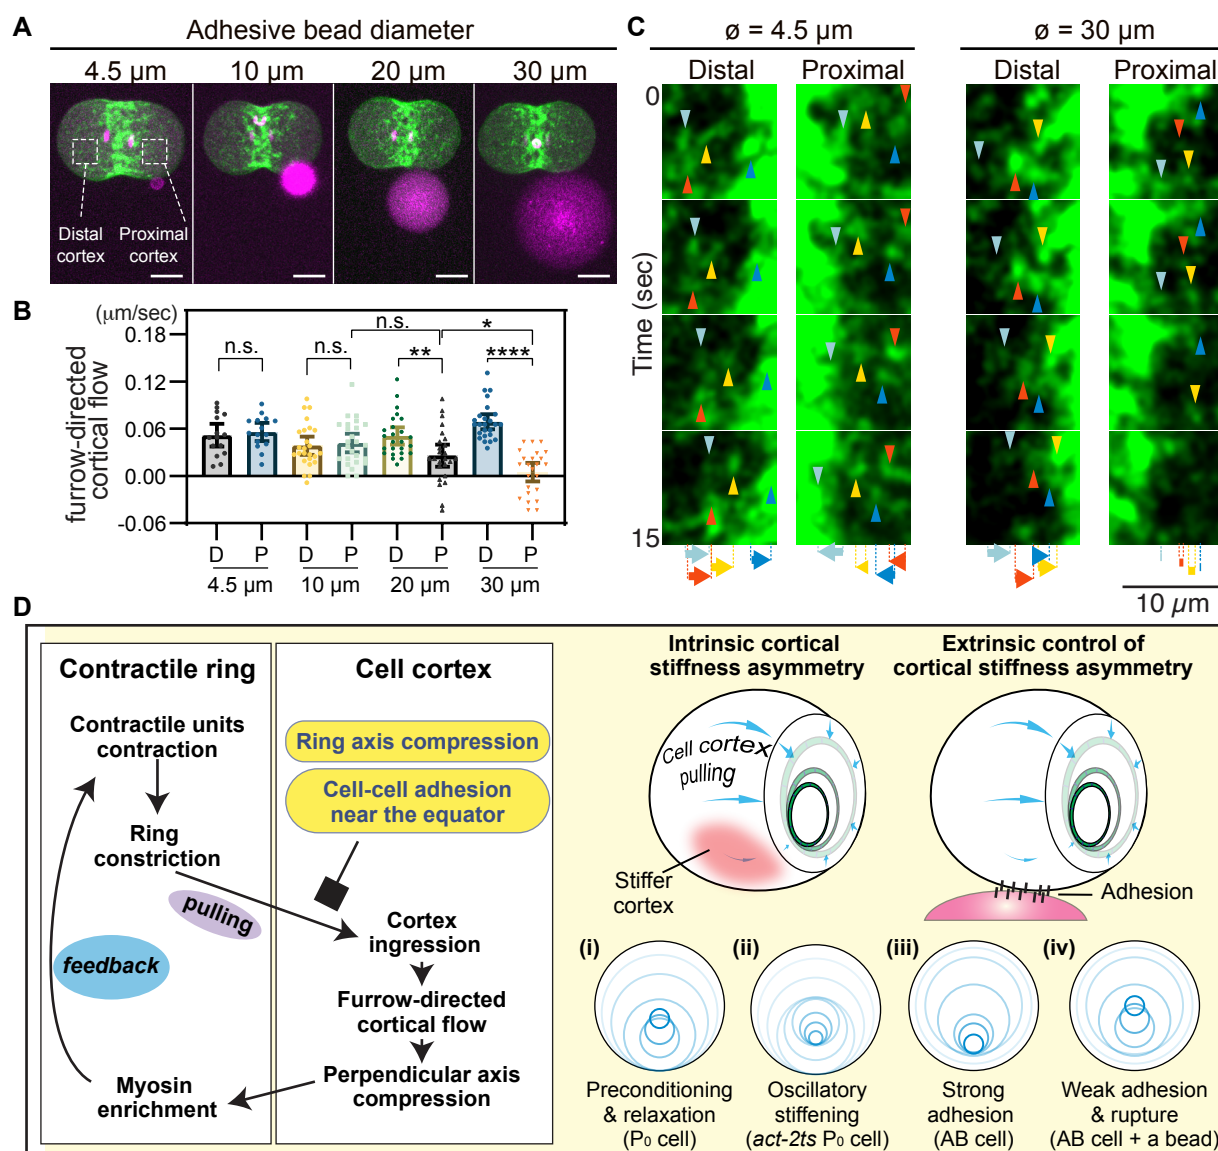 A
Adhesive bead diameter
4.5 µm
10 µm
20 µm
30 µm
Distal
cortex
Proximal
cortex
B
(µm/sec)
furrow-directed
cortical flow
0.18
0.12
0.06
0.00
-0.06
n.s.
n.s.
n.s.
**
*
****
D
P
D
P
D
P
D
P
4.5 µm
10 µm
20 µm
30 µm
C
ø = 4.5 µm
ø = 30 µm
Distal
Proximal
Distal
Proximal
0
Time (sec)
15
10 µm
D
Contractile ring
Contractile units
contraction
Ring
constriction
pulling
feedback
Myosin
enrichment
Cell cortex
Ring axis compression
Cell-cell adhesion
near the equator
Cortex
ingression
Furrow-directed
cortical flow
Perpendicular axis
compression
Intrinsic cortical
stiffness asymmetry
Cell cortex
pulling
Stiffer
cortex
Extrinsic control of
cortical stiffness asymmetry
Adhesion
(i)
Preconditioning
& relaxation
(P₀ cell)
(ii)
Oscillatory
stiffening
(act-2ts P₀ cell)
(iii)
Strong
adhesion
(AB cell)
(iv)
Weak adhesion
& rupture
(AB cell + a bead)